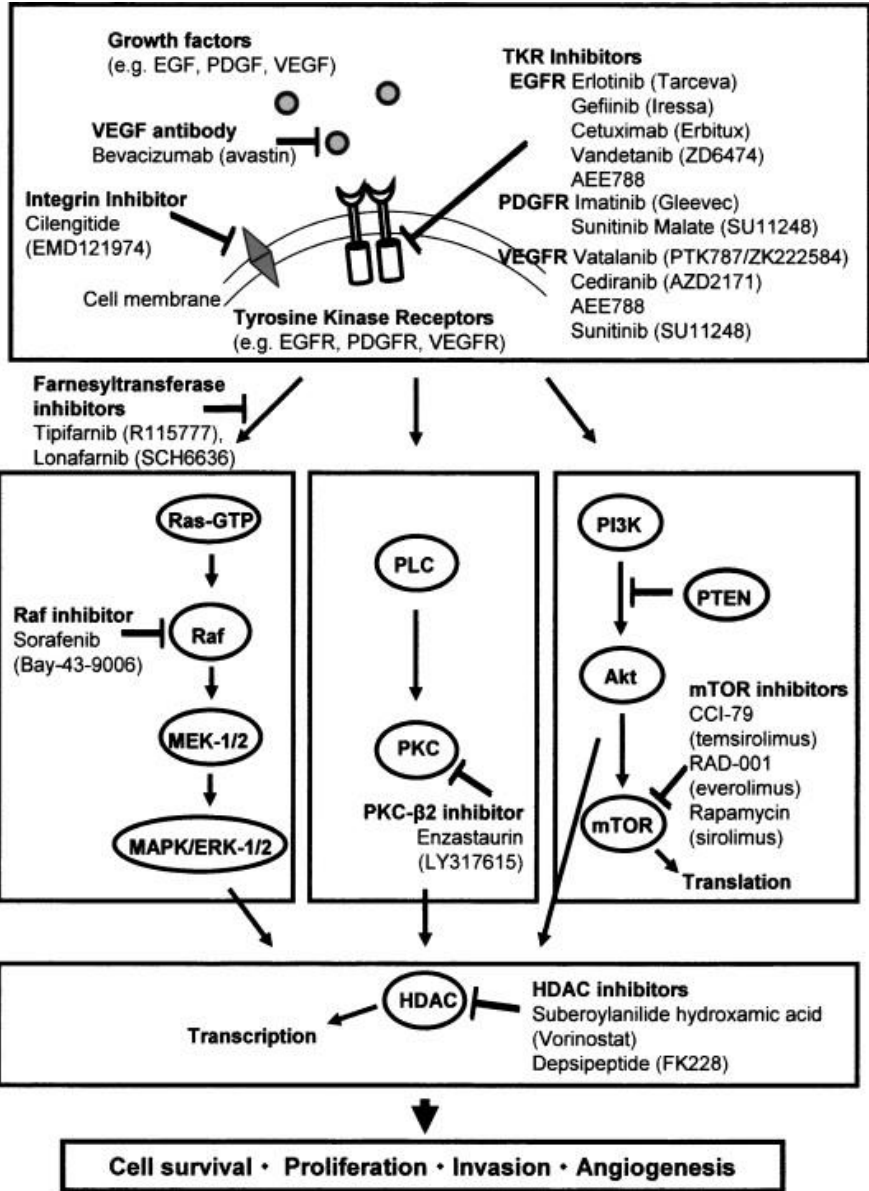 Growth factors
(e.g. EGF, PDGF, VEGF)
VEGF antibody
Bevacizumab (avastin)
Integrin Inhibitor
Cilengitide
(EMD121974)
Cell membrane
Tyrosine Kinase Receptors
(e.g. EGFR, PDGFR, VEGFR)
TKR Inhibitors
EGFR Erlotinib (Tarceva)
Gefiinib (Iressa)
Cetuximab (Erbitux)
Vandetanib (ZD6474)
AEE788
PDGFR Imatinib (Gleevec)
Sunitinib Malate (SU11248)
VEGFR Vatalanib (PTK787/ZK222584)
Cediranib (AZD2171)
AEE788
Sunitinib (SU11248)
Farnesyltransferase
inhibitors
Tipifarnib (R115777),
Lonafarnib (SCH6636)
Ras-GTP
Raf inhibitor
Sorafenib
(Bay-43-9006)
Raf
MEK-1/2
MAPK/ERK-1/2
PLC
PKC
PKC-β2 inhibitor
Enzastaurin
(LY317615)
PI3K
PTEN
Akt
mTOR inhibitors
CCI-79
(temsirolimus)
RAD-001
(everolimus)
Rapamycin
(sirolimus)
mTOR
Translation
HDAC
Transcription
HDAC inhibitors
Suberoylanilide hydroxamic acid
(Vorinostat)
Depsipeptide (FK228)
Cell survival · Proliferation · Invasion · Angiogenesis